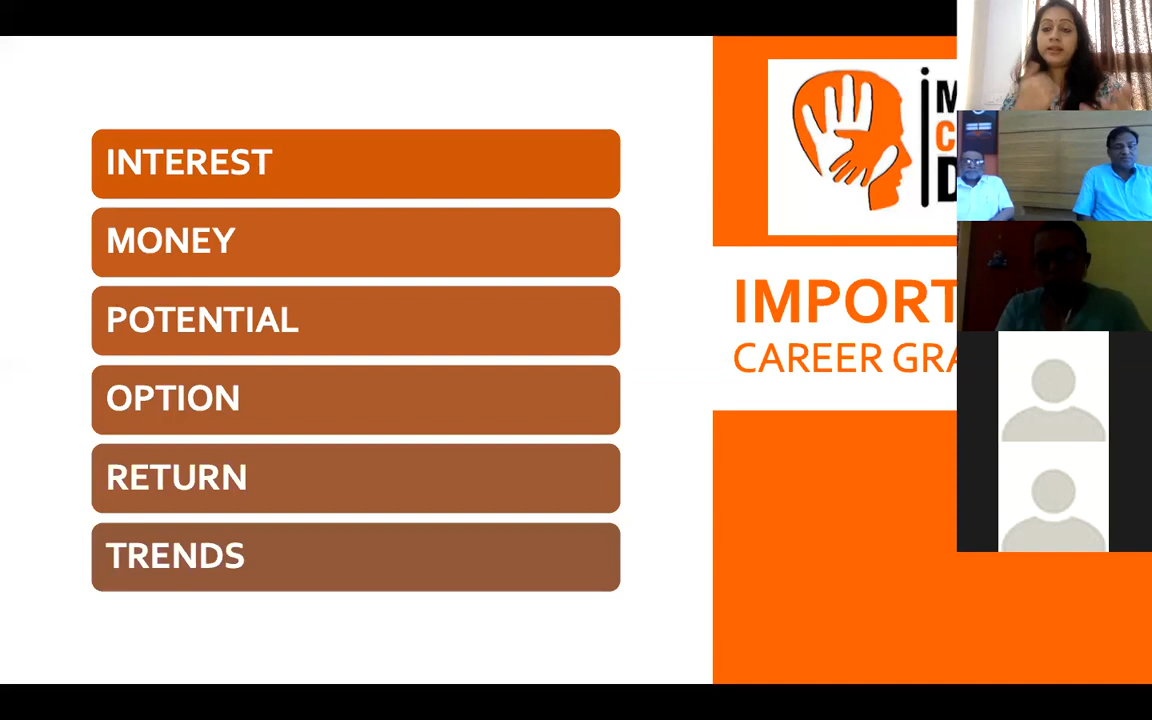 INTEREST
MONEY
POTENTIAL
OPTION
RETURN
TRENDS
i M
C
D
IMPORT
CAREER GRA